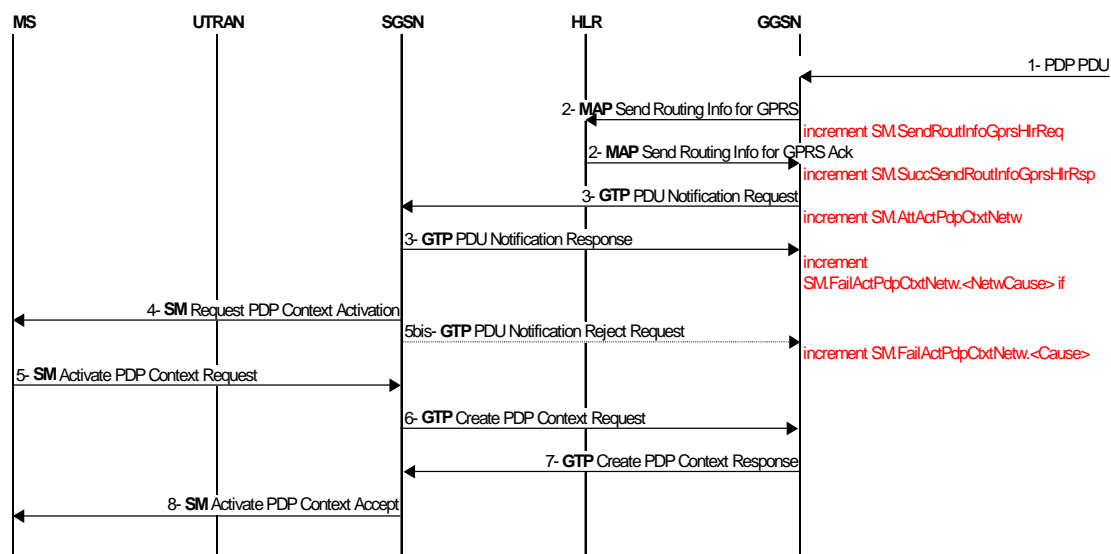 MS UTRAN SGSN HLR GGSN
1- PDP PDU
2- MAP Send Routing Info for GPRS
increment SM.SendRoutInfoGprsHlrReq
2- MAP Send Routing Info for GPRS Ack
increment SM.SuccSendRoutInfoGprsHlrRsp
3- GTP PDU Notification Request
increment SM.AttActPdpCtxtNetw
3- GTP PDU Notification Response
increment
SM.FailActPdpCtxtNetw.<NetwCause> if
4- SM Request PDP Context Activation
5bis- GTP PDU Notification Reject Request
increment SM.FailActPdpCtxtNetw.<Cause>
5- SM Activate PDP Context Request
6- GTP Create PDP Context Request
7- GTP Create PDP Context Response
8- SM Activate PDP Context Accept